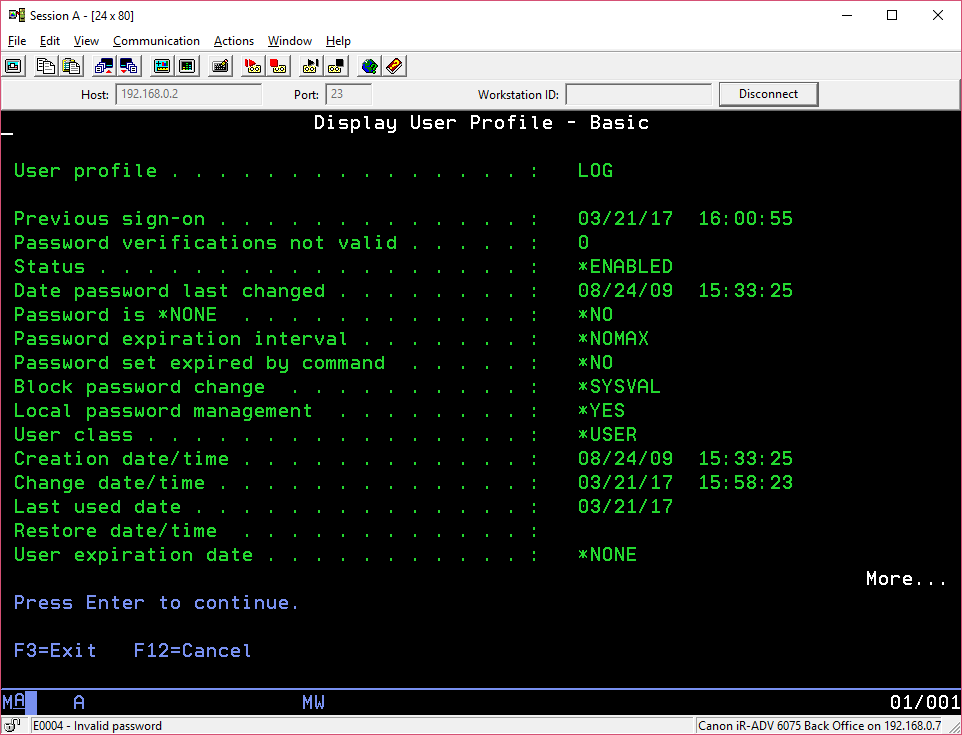 Session A - [24 x 80]
File Edit View Communication Actions Window Help
Host: 192.168.0.2 Port: 23 Workstation ID: Disconnect
Display User Profile - Basic
User profile . . . . . . . . . . . . . . . : LOG
Previous sign-on . . . . . . . . . . . . . : 03/21/17 16:00:55
Password verifications not valid . . . . . : 0
Status . . . . . . . . . . . . . . . . . . : *ENABLED
Date password last changed . . . . . . . . : 08/24/09 15:33:25
Password is *NONE . . . . . . . . . . . . : *NO
Password expiration interval . . . . . . . : *NOMAX
Password set expired by command . . . . . : *NO
Block password change . . . . . . . . . . : *SYSVAL
Local password management . . . . . . . . : *YES
User class . . . . . . . . . . . . . . . . : *USER
Creation date/time . . . . . . . . . . . . : 08/24/09 15:33:25
Change date/time . . . . . . . . . . . . . : 03/21/17 15:58:23
Last used date . . . . . . . . . . . . . . : 03/21/17
Restore date/time . . . . . . . . . . . . :
User expiration date . . . . . . . . . . . : *NONE
More...
Press Enter to continue.
F3=Exit F12=Cancel
MA A MW 01/001
E0004 - Invalid password Canon iR-ADV 6075 Back Office on 192.168.0.7